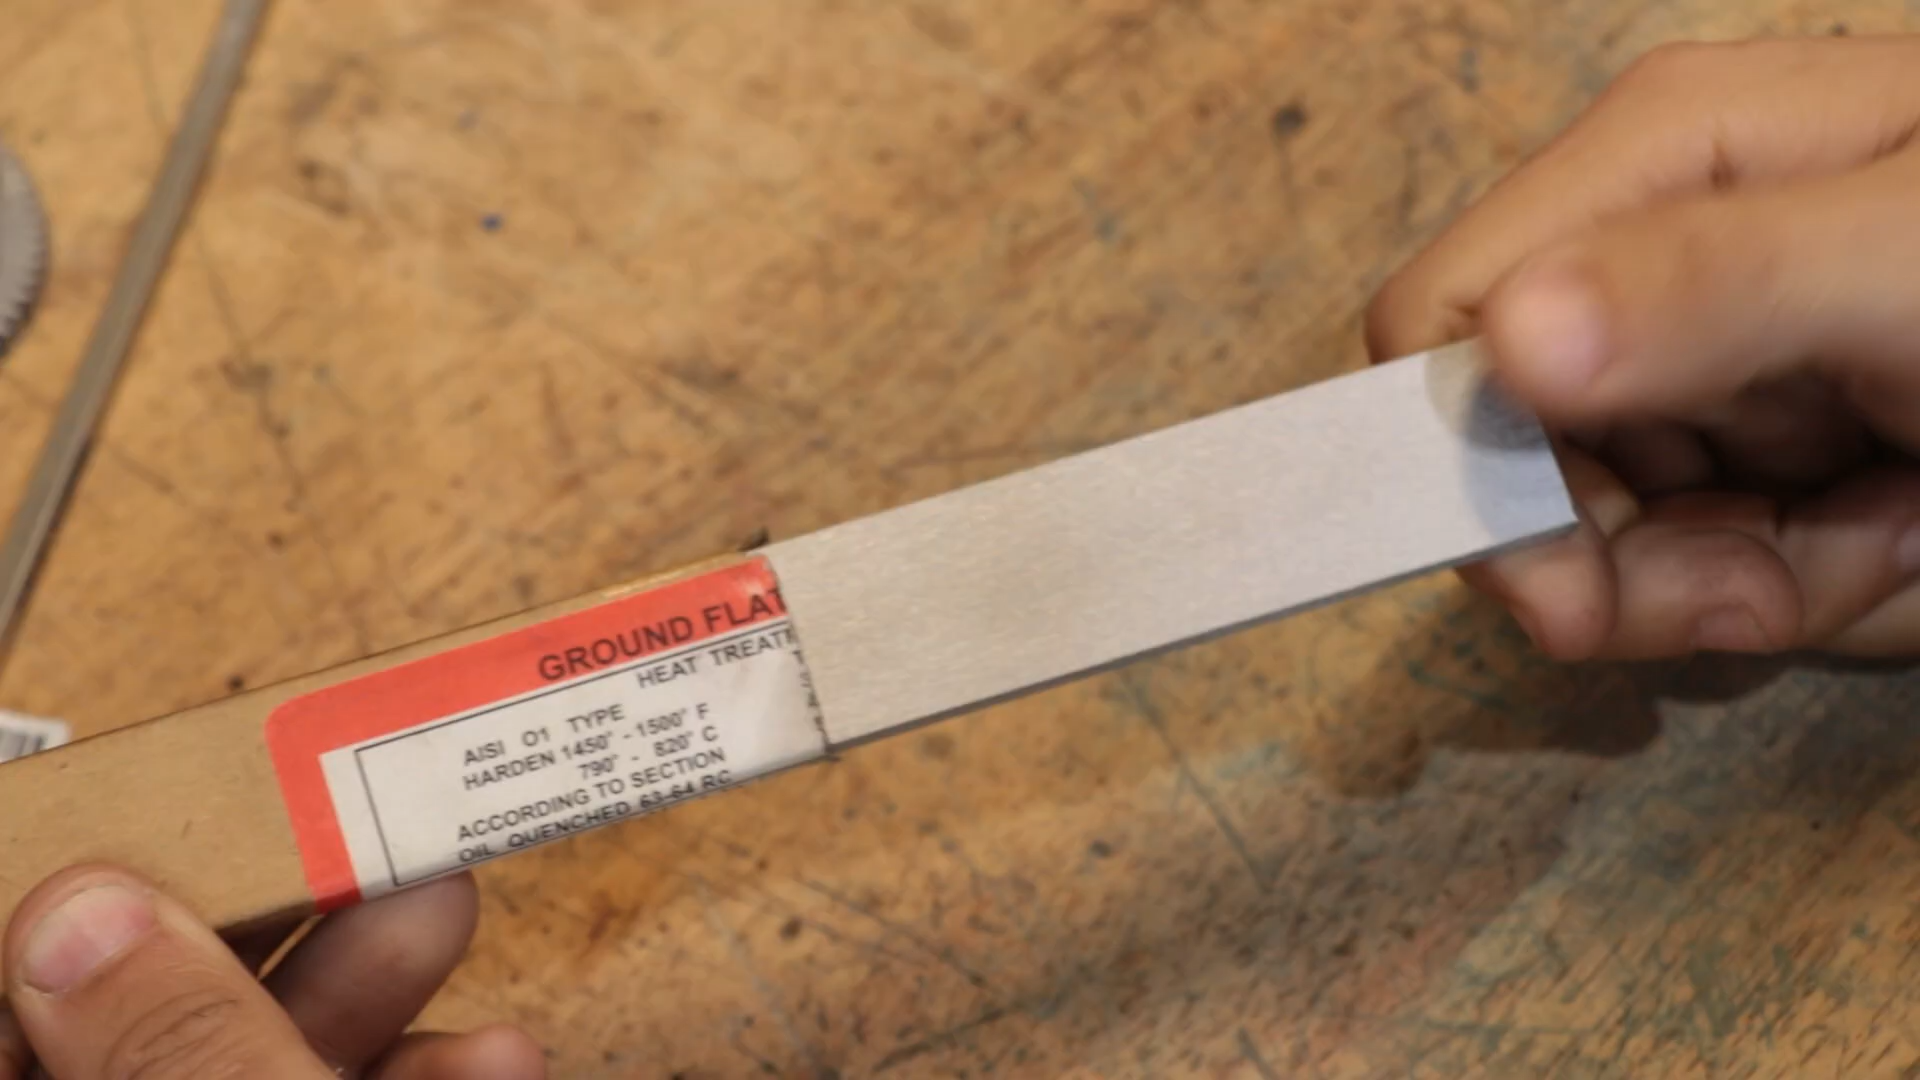 GROUND FLAT
HEAT TREAT
AISI O1 TYPE
HARDEN 1450° - 1500° F
790° - 820° C
ACCORDING TO SECTION
OIL QUENCHED 63-64 RC